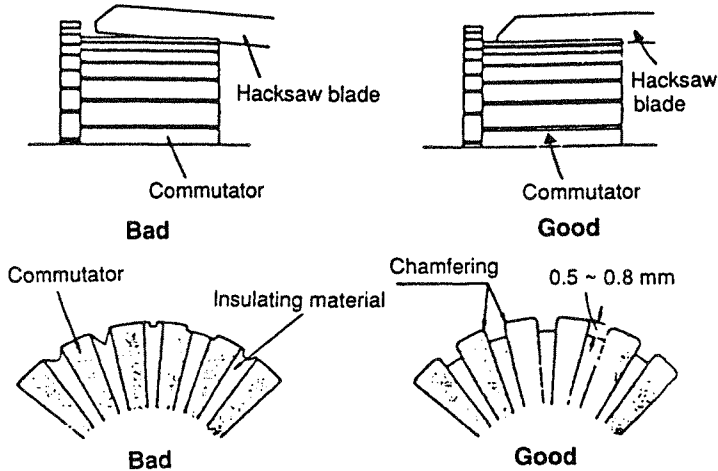 Hacksaw blade
Commutator
Bad
Hacksaw
blade
Commutator
Good
Commutator
Insulating material
Bad
Chamfering
0.5 ~ 0.8 mm
Good